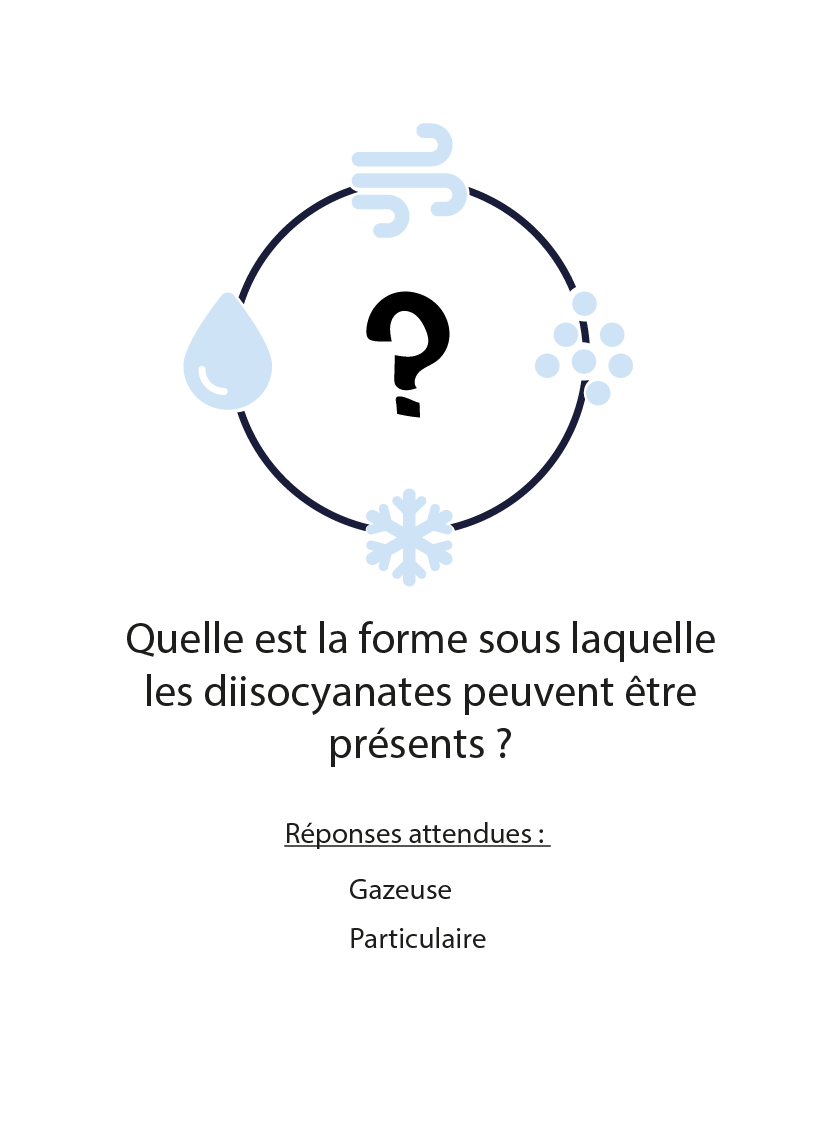 ?
Quelle est la forme sous laquelle
les diisocyanates peuvent être
présents ?
Réponses attendues :
Gazeuse
Particulaire